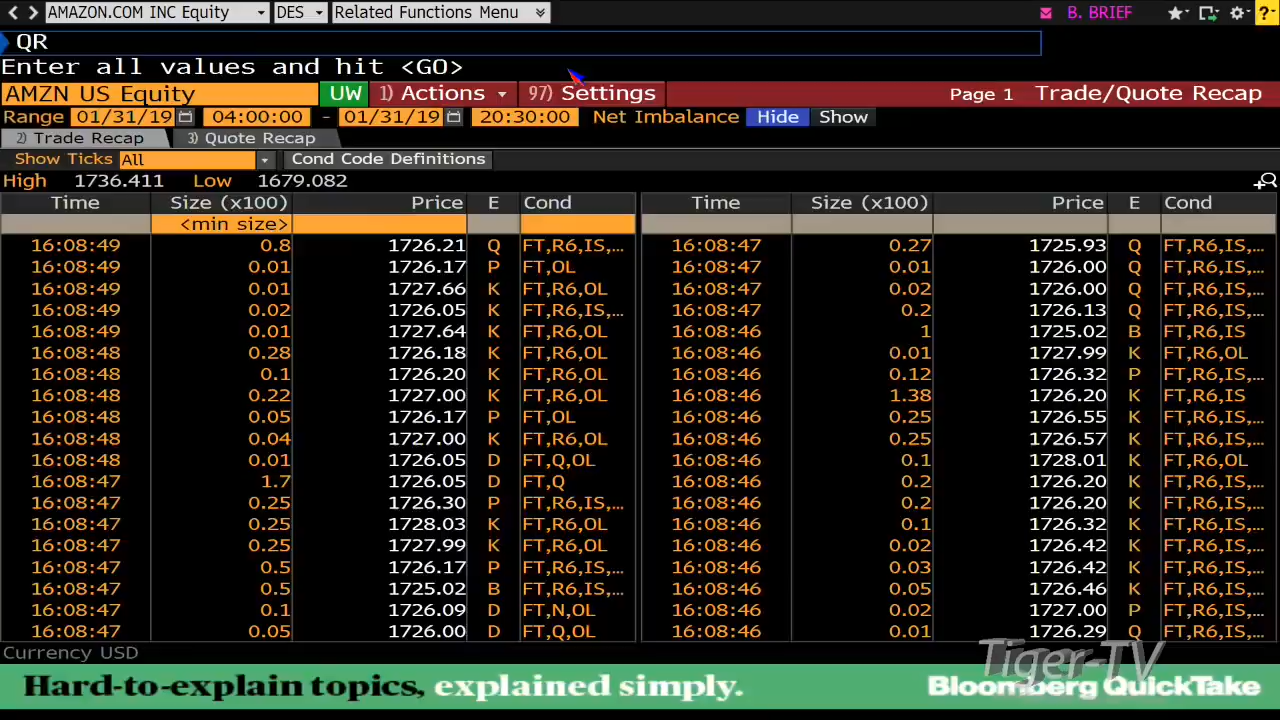 AMAZON.COM INC Equity DES Related Functions Menu B. BRIEF ?
QR
Enter all values and hit <GO>
AMZN US Equity UW 1) Actions 97) Settings Page 1 Trade/Quote Recap
Range 01/31/19 04:00:00 - 01/31/19 20:30:00 Net Imbalance Hide Show
2) Trade Recap 3) Quote Recap
Show Ticks All Cond Code Definitions
High 1736.411 Low 1679.082
Time Size (x100) Price E Cond Time Size (x100) Price E Cond
<min size>
16:08:49 0.8 1726.21 Q FT,R6,IS,... 16:08:47 0.27 1725.93 Q FT,R6,IS,...
16:08:49 0.01 1726.17 P FT,OL 16:08:47 0.01 1726.00 Q FT,R6,IS,...
16:08:49 0.01 1727.66 K FT,R6,OL 16:08:47 0.02 1726.00 Q FT,R6,IS,...
16:08:49 0.02 1726.05 K FT,R6,IS,... 16:08:47 0.2 1726.13 Q FT,R6,IS,...
16:08:49 0.01 1727.64 K FT,R6,OL 16:08:46 1 1725.02 B FT,R6,IS
16:08:48 0.28 1726.18 K FT,R6,OL 16:08:46 0.01 1727.99 K FT,R6,OL
16:08:48 0.1 1726.20 K FT,R6,OL 16:08:46 0.12 1726.32 P FT,R6,IS,...
16:08:48 0.22 1727.00 K FT,R6,OL 16:08:46 1.38 1726.20 K FT,R6,IS
16:08:48 0.05 1726.17 P FT,OL 16:08:46 0.25 1726.55 K FT,R6,IS,...
16:08:48 0.04 1727.00 K FT,R6,OL 16:08:46 0.25 1726.57 K FT,R6,IS,...
16:08:48 0.01 1726.05 D FT,Q,OL 16:08:46 0.1 1728.01 K FT,R6,OL
16:08:47 1.7 1726.05 D FT,Q 16:08:46 0.2 1726.20 K FT,R6,IS,...
16:08:47 0.25 1726.30 P FT,R6,IS,... 16:08:46 0.2 1726.20 K FT,R6,IS,...
16:08:47 0.25 1728.03 K FT,R6,OL 16:08:46 0.1 1726.32 K FT,R6,IS,...
16:08:47 0.25 1727.99 K FT,R6,OL 16:08:46 0.02 1726.42 K FT,R6,IS,...
16:08:47 0.5 1726.17 P FT,R6,IS,... 16:08:46 0.03 1726.42 K FT,R6,IS,...
16:08:47 0.5 1725.02 B FT,R6,IS,... 16:08:46 0.05 1726.46 K FT,R6,IS,...
16:08:47 0.1 1726.09 D FT,N,OL 16:08:46 0.02 1727.00 P FT,R6,IS,...
16:08:47 0.05 1726.00 D FT,Q,OL 16:08:46 0.01 1726.29 Q FT,R6,IS,...
Currency USD
Tiger-TV
Hard-to-explain topics, explained simply. Bloomberg QuickTake